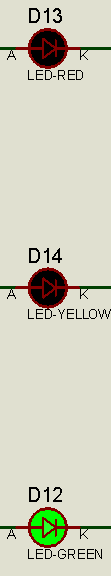 D13
A K
LED-RED
D14
A K
LED-YELLOW
D12
A K
LED-GREEN